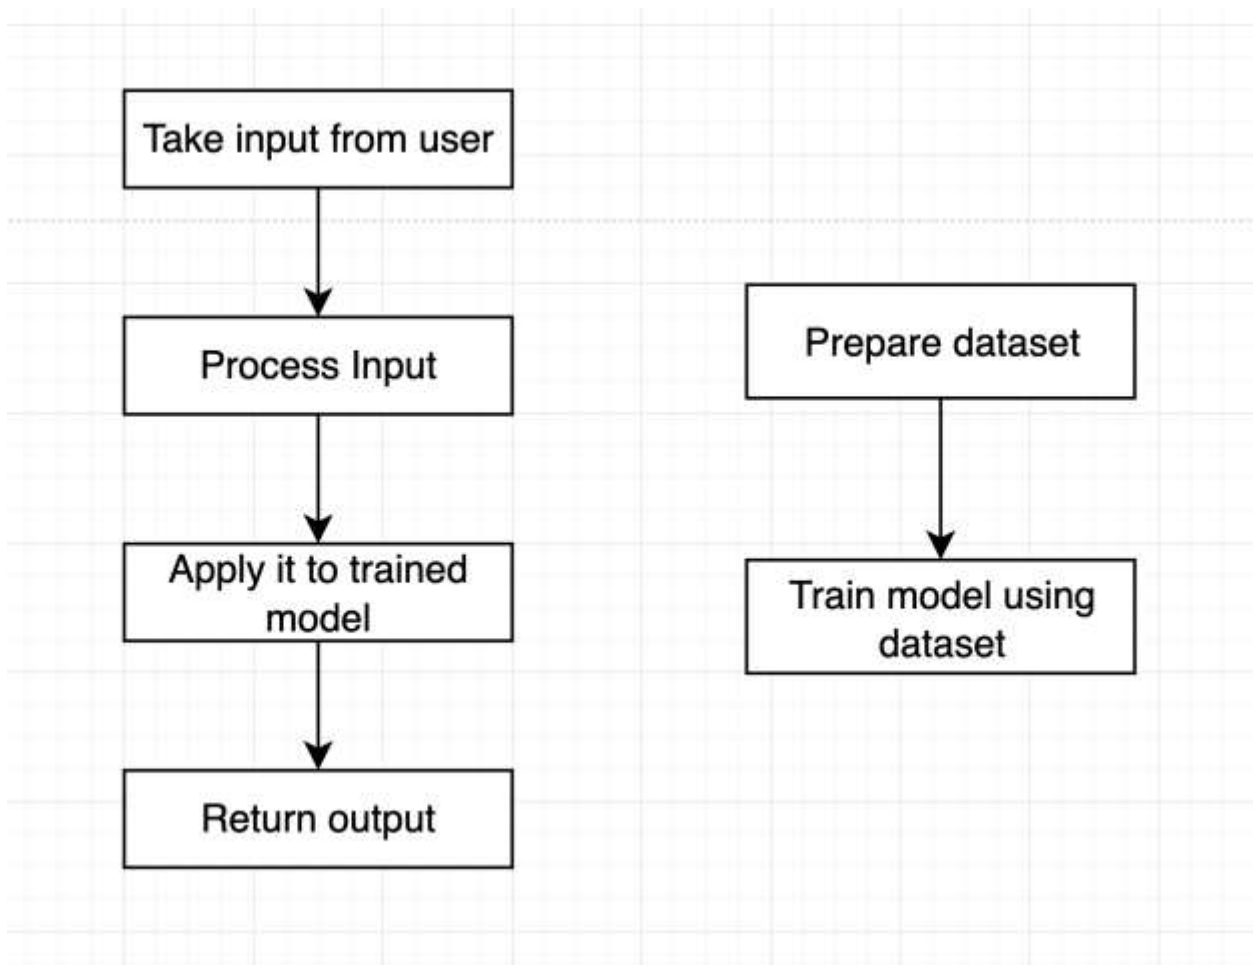 Take input from user
Process Input
Apply it to trained
model
Return output
Prepare dataset
Train model using
dataset